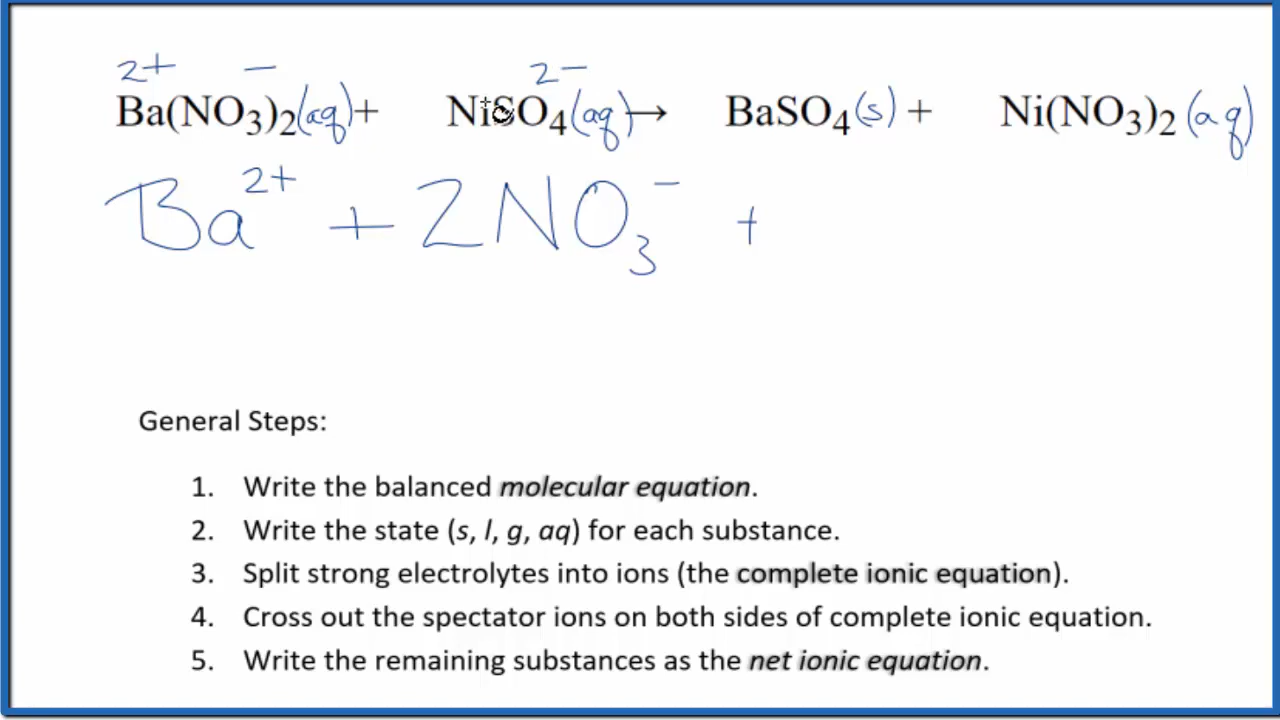 2+ − 2−
Ba(NO₃)₂(aq)+ NiSO₄(aq)→ BaSO₄(s)+ Ni(NO₃)₂(aq)
Ba²⁺ + 2NO₃⁻ +
General Steps:
1. Write the balanced molecular equation.
2. Write the state (s, l, g, aq) for each substance.
3. Split strong electrolytes into ions (the complete ionic equation).
4. Cross out the spectator ions on both sides of complete ionic equation.
5. Write the remaining substances as the net ionic equation.